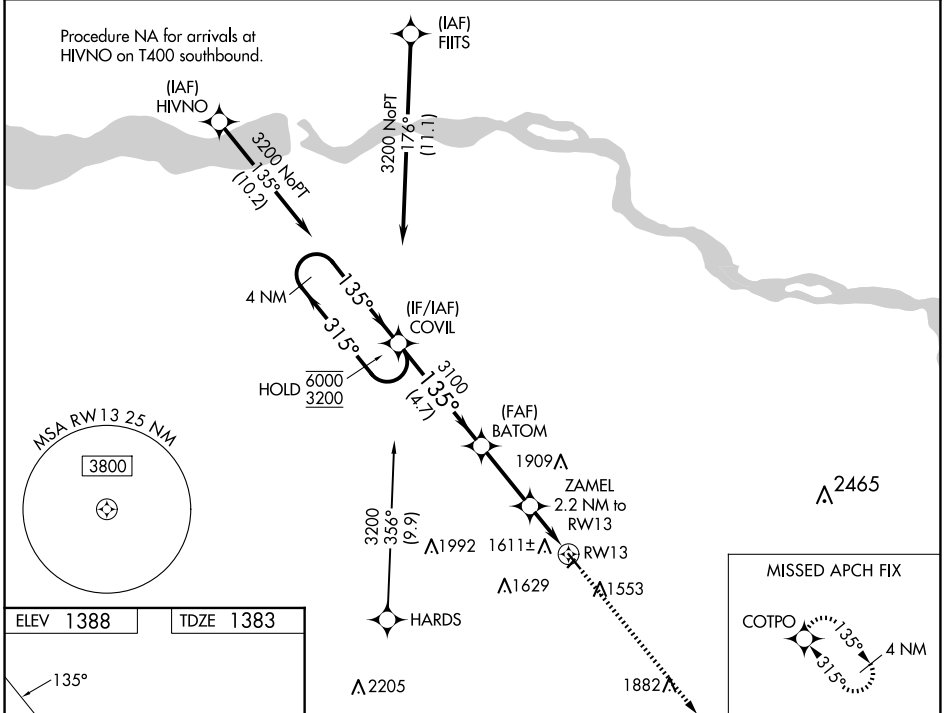 Procedure NA for arrivals at
HIVNO on T400 southbound.
(IAF)
HIVNO
(IAF)
FIITS
3200 NoPT
135°
(10.2)
3200 NoPT
176°
(11.1)
4 NM
135°
315°
(IF/IAF)
COVIL
HOLD 6000
3200
3100
135°
(4.7)
(FAF)
BATOM
1909
ZAMEL
2.2 NM to
RW13
2465
MSA RW13 25 NM
3800
3200
356°
(9.9)
1992
1611±
RW13
1629
1553
HARDS
MISSED APCH FIX
COTPO
135°
315°
4 NM
ELEV 1388
TDZE 1383
135°
2205
1882